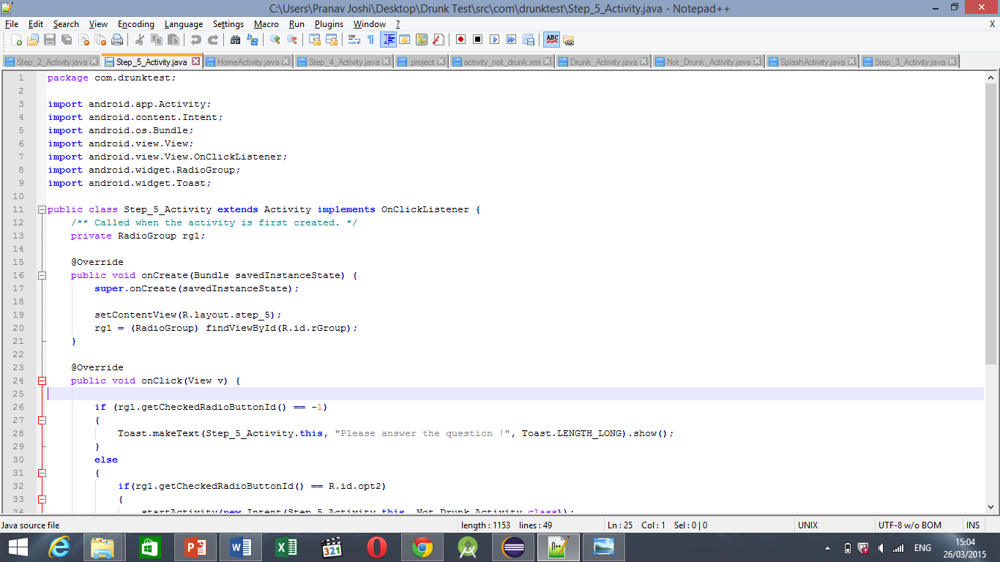 C:\Users\Pranav Joshi\Desktop\Drunk Test\src\com\drunktest\Step_5_Activity.java - Notepad++
File Edit Search View Encoding Language Settings Macro Run Plugins Window ? X
ABC
Step_2_Activity.java Step_5_Activity.java HomeActivity.java Step_4_Activity.java .project activity_not_drunk.xml Drunk_Activity.java Not_Drunk_Activity.java SplashActivity.java Step_3_Activity.java
1 package com.drunktest;
2
3 import android.app.Activity;
4 import android.content.Intent;
5 import android.os.Bundle;
6 import android.view.View;
7 import android.view.View.OnClickListener;
8 import android.widget.RadioGroup;
9 import android.widget.Toast;
10
11 public class Step_5_Activity extends Activity implements OnClickListener {
12 /** Called when the activity is first created. */
13 private RadioGroup rg1;
14
15 @Override
16 public void onCreate(Bundle savedInstanceState) {
17 super.onCreate(savedInstanceState);
18
19 setContentView(R.layout.step_5);
20 rg1 = (RadioGroup) findViewById(R.id.rGroup);
21 }
22
23 @Override
24 public void onClick(View v) {
25
26 if (rg1.getCheckedRadioButtonId() == -1)
27 {
28 Toast.makeText(Step_5_Activity.this, "Please answer the question !", Toast.LENGTH_LONG).show();
29 }
30 else
31 {
32 if(rg1.getCheckedRadioButtonId() == R.id.opt2)
33 {
34 startActivity(new Intent(Step_5_Activity.this, Not_Drunk_Activity.class));
Java source file length : 1153 lines : 49 Ln : 25 Col : 1 Sel : 0 | 0 UNIX UTF-8 w/o BOM INS
321
ENG
15:04
26/03/2015